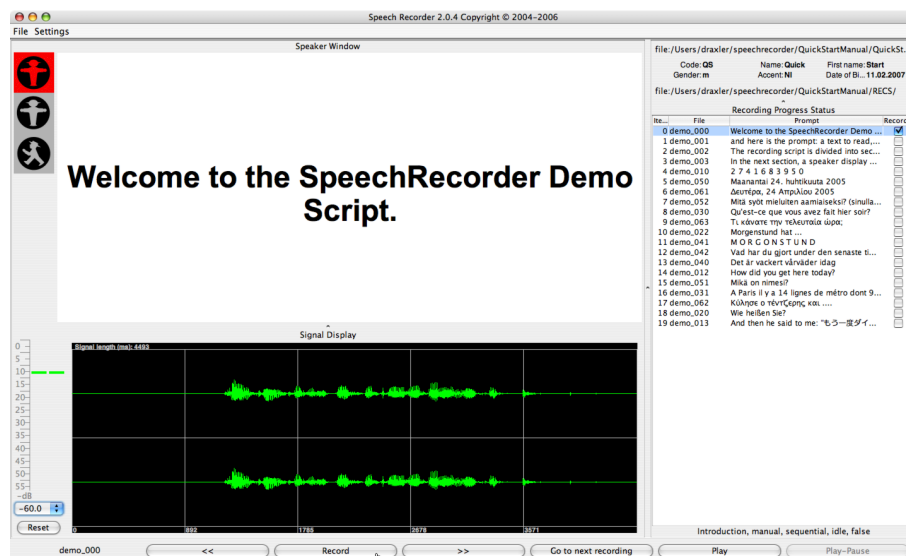 Speech Recorder 2.0.4 Copyright © 2004-2006
File Settings
Speaker Window
Welcome to the SpeechRecorder Demo
Script.
Signal Display
Signal length (ms): 4493
0
5
10
15
20
25
30
35
40
45
50
55
-dB
-60.0
Reset
0 892 1785 2678 3571
file:/Users/draxler/speechrecorder/QuickStartManual/QuickSt..
Code: QS Name: Quick First name: Start
Gender: m Accent: NI Date of Bi... 11.02.2007
file:/Users/draxler/speechrecorder/QuickStartManual/RECS/
Recording Progress Status
Ite... File Prompt Record
0 demo_000 Welcome to the SpeechRecorder Demo ...
1 demo_001 and here is the prompt: a text to read,...
2 demo_002 The recording script is divided into sec...
3 demo_003 In the next section, a speaker display ...
4 demo_010 2 7 4 1 6 8 3 9 5 0
5 demo_050 Maanantai 24. huhtikuuta 2005
6 demo_061 Δευτέρα, 24 Απριλίου 2005
7 demo_052 Mitä syöt mieluiten aamiaiseksi? (sinulla...
8 demo_030 Qu'est-ce que vous avez fait hier soir?
9 demo_063 Τι κάνατε την τελευταία ώρα;
10 demo_022 Morgenstund hat ...
11 demo_041 M O R G O N S T U N D
12 demo_042 Vad har du gjort under den senaste ti...
13 demo_040 Det är vackert vårväder idag
14 demo_012 How did you get here today?
15 demo_051 Mikä on nimesi?
16 demo_031 A Paris il y a 14 lignes de métro dont 9...
17 demo_062 Κύλησε ο τέντζερης και ....
18 demo_020 Wie heißen Sie?
19 demo_013 And then he said to me: "もう一度ダイ...
Introduction, manual, sequential, idle, false
demo_000 << Record >> Go to next recording Play Play-Pause